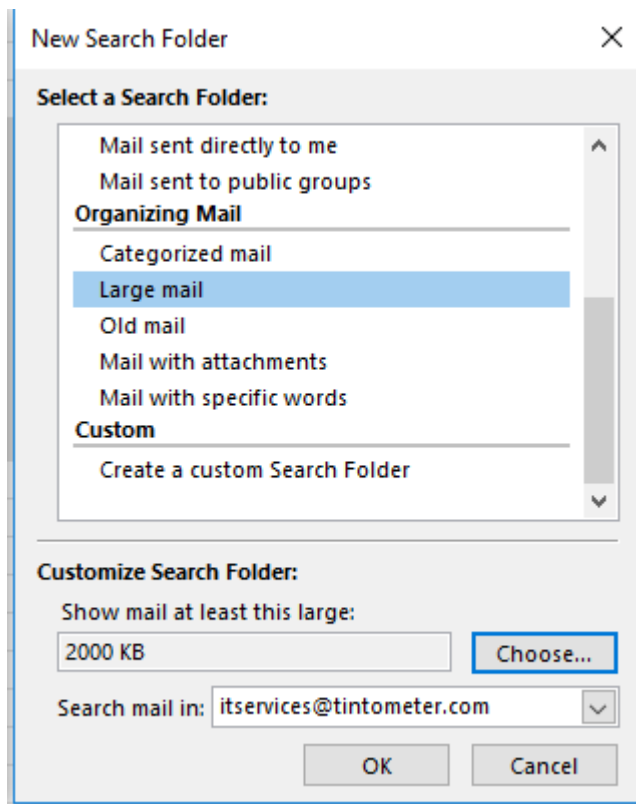 New Search Folder
Select a Search Folder:
Mail sent directly to me
Mail sent to public groups
Organizing Mail
Categorized mail
Large mail
Old mail
Mail with attachments
Mail with specific words
Custom
Create a custom Search Folder
Customize Search Folder:
Show mail at least this large:
2000 KB Choose...
Search mail in: itservices@tintometer.com
OK Cancel